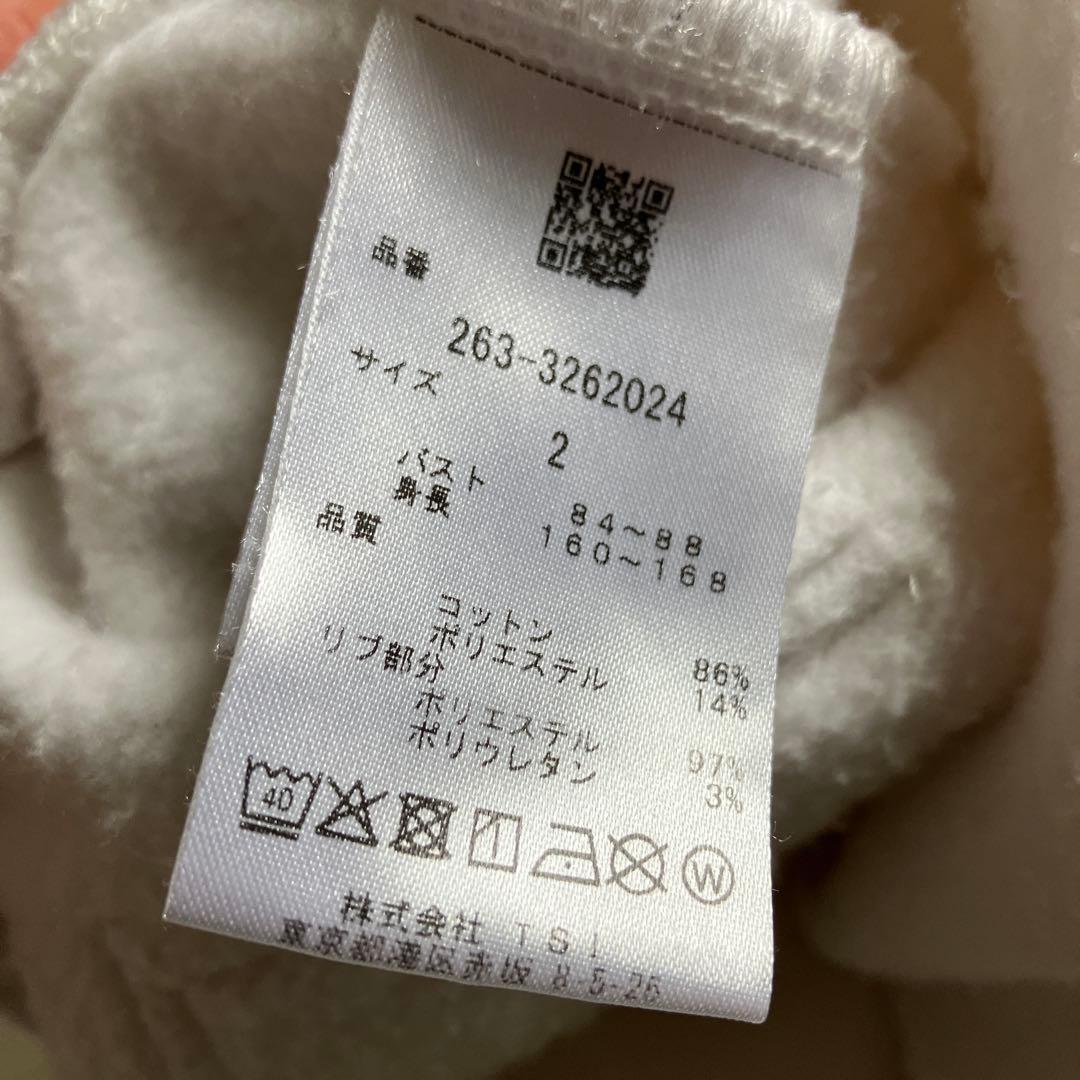 品番
263-3262024
サイズ
2
バスト 84～88
身長 160～168
品質
コットン 86%
ポリエステル 14%
リブ部分
ポリエステル 97%
ポリウレタン 3%
40
W
株式会社 TSI
東京都港区赤坂 8-5-26